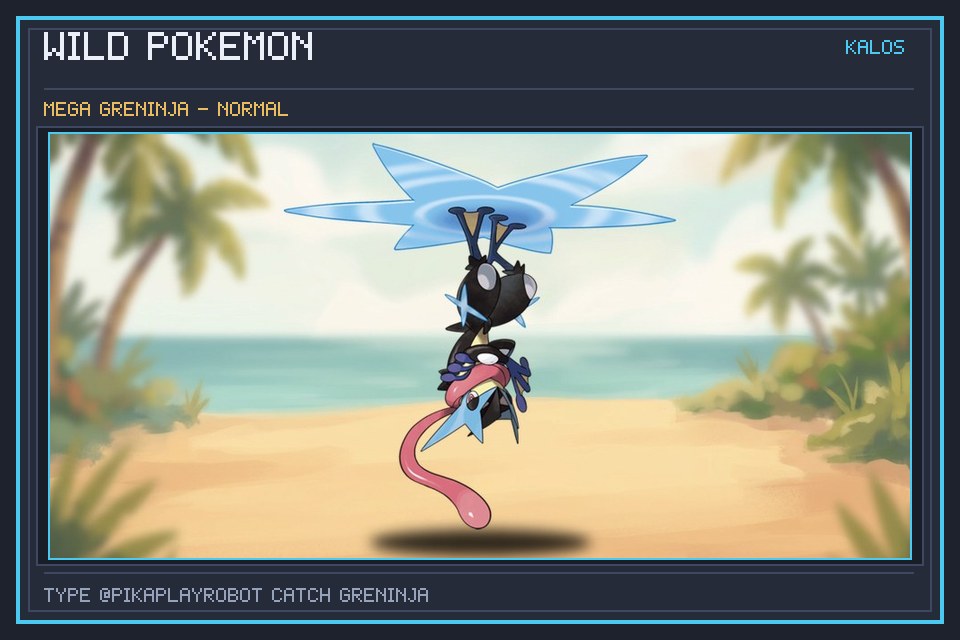 WILD POKEMON
KALOS
MEGA GRENINJA - NORMAL
TYPE @PIKAPLAYROBOT CATCH GRENINJA